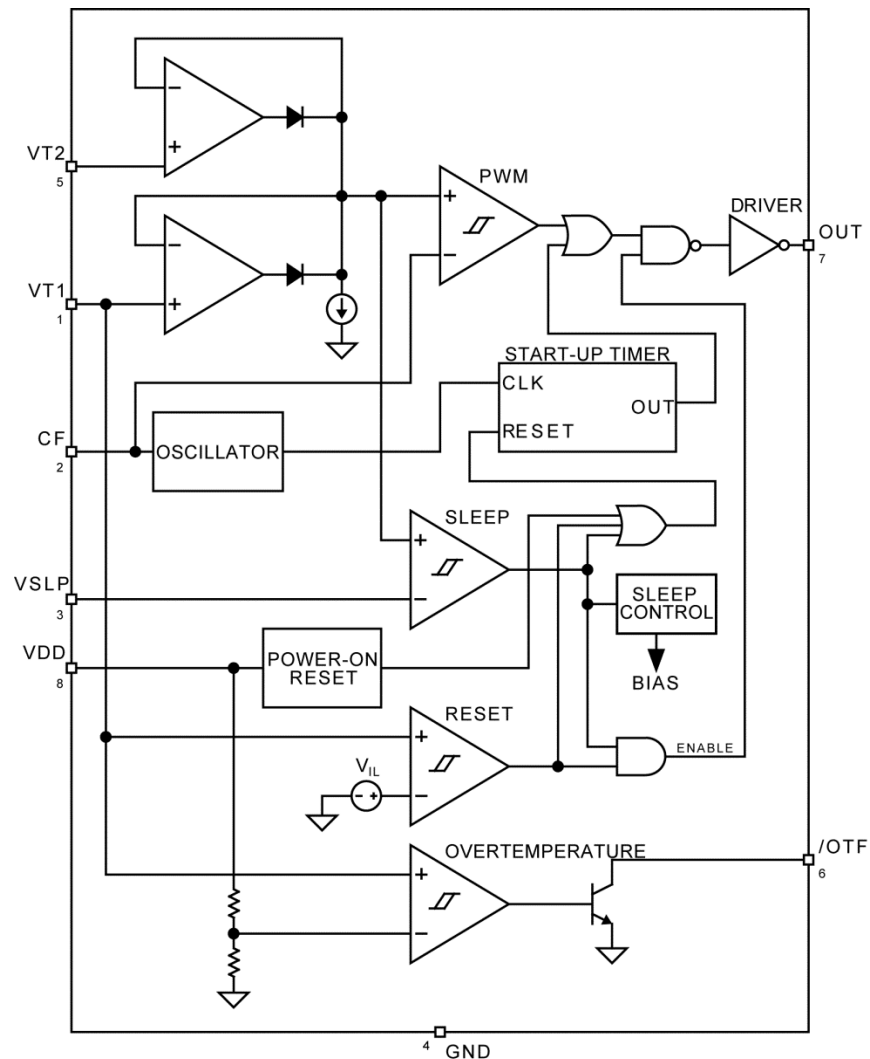 VT2
5
−
+
PWM
+
−
DRIVER
OUT
7
VT1
1
−
+
START-UP TIMER
CLK
OUT
RESET
CF
2
OSCILLATOR
SLEEP
+
−
VSLP
3
SLEEP
CONTROL
BIAS
VDD
8
POWER-ON
RESET
RESET
+
−
VIL
− +
ENABLE
OVERTEMPERATURE
+
−
/OTF
6
4
GND